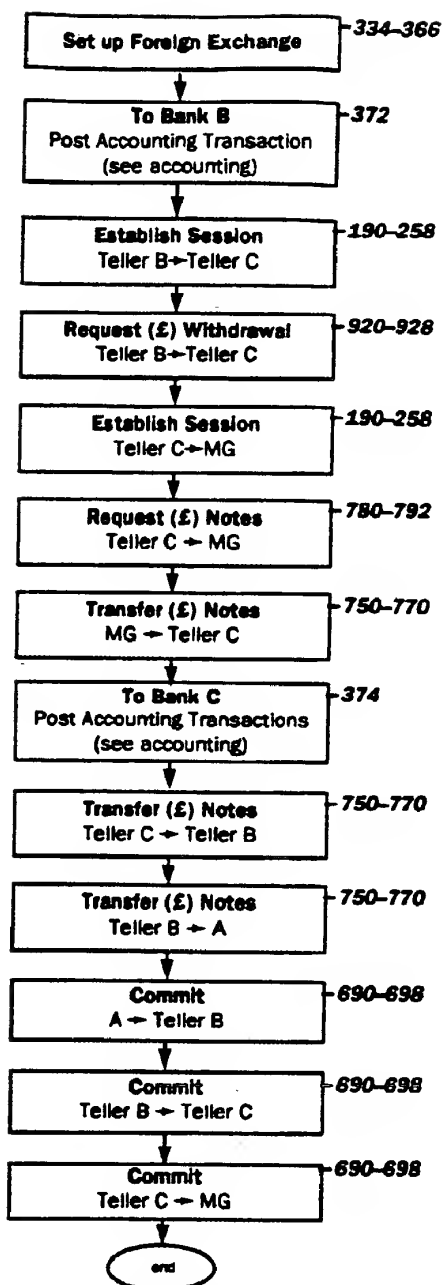 Set up Foreign Exchange
334-366
To Bank B
372
Post Accounting Transaction
(see accounting)
Establish Session
190-258
Teller B→Teller C
Request (£) Withdrawal
920-928
Teller B→Teller C
Establish Session
190-258
Teller C→MG
Request (£) Notes
780-792
Teller C → MG
Transfer (£) Notes
750-770
MG → Teller C
To Bank C
374
Post Accounting Transactions
(see accounting)
Transfer (£) Notes
750-770
Teller C → Teller B
Transfer (£) Notes
750-770
Teller B → A
Commit
690-698
A → Teller B
Commit
690-698
Teller B → Teller C
Commit
690-698
Teller C → MG
end